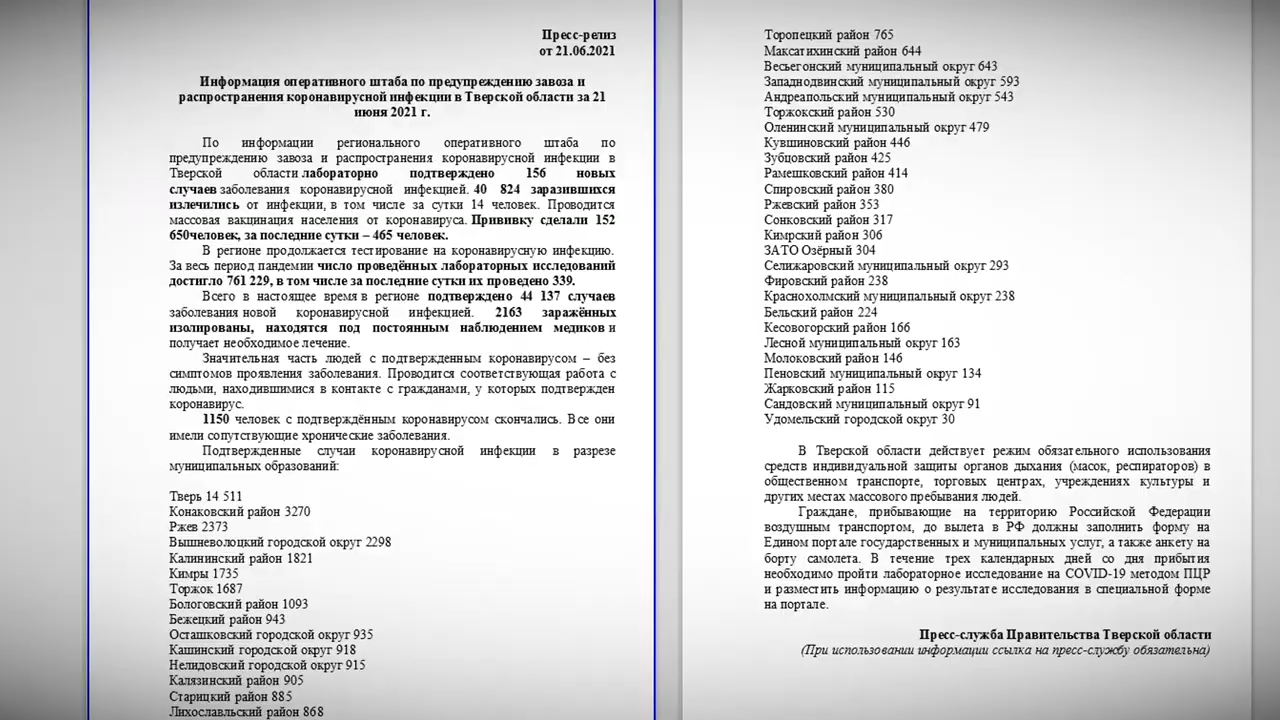 Пресс-релиз
от 21.06.2021
Информация оперативного штаба по предупреждению завоза и
распространения коронавирусной инфекции в Тверской области за 21
июня 2021 г.
По информации регионального оперативного штаба по
предупреждению завоза и распространения коронавирусной инфекции в
Тверской области лабораторно подтверждено 156 новых
случаев заболевания коронавирусной инфекцией. 40 824 заразившихся
излечились от инфекции, в том числе за сутки 14 человек. Проводится
массовая вакцинация населения от коронавируса. Прививку сделали 152
650человек, за последние сутки – 465 человек.
В регионе продолжается тестирование на коронавирусную инфекцию.
За весь период пандемии число проведённых лабораторных исследований
достигло 761 229, в том числе за последние сутки их проведено 339.
Всего в настоящее время в регионе подтверждено 44 137 случаев
заболевания новой коронавирусной инфекцией. 2163 заражённых
изолированы, находятся под постоянным наблюдением медиков и
получает необходимое лечение.
Значительная часть людей с подтвержденным коронавирусом – без
симптомов проявления заболевания. Проводится соответствующая работа с
людьми, находившимися в контакте с гражданами, у которых подтвержден
коронавирус.
1150 человек с подтверждённым коронавирусом скончались. Все они
имели сопутствующие хронические заболевания.
Подтвержденные случаи коронавирусной инфекции в разрезе
муниципальных образований:
Тверь 14 511
Конаковский район 3270
Ржев 2373
Вышневолоцкий городской округ 2298
Калининский район 1821
Кимры 1735
Торжок 1687
Бологовский район 1093
Бежецкий район 943
Осташковский городской округ 935
Кашинский городской округ 918
Нелидовский городской округ 915
Калязинский район 905
Старицкий район 885
Лихославльский район 868
Торопецкий район 765
Максатихинский район 644
Весьегонский муниципальный округ 643
Западнодвинский муниципальный округ 593
Андреапольский муниципальный округ 543
Торжокский район 530
Оленинский муниципальный округ 479
Кувшиновский район 446
Зубцовский район 425
Рамешковский район 414
Спировский район 380
Ржевский район 353
Сонковский район 317
Кимрский район 306
ЗАТО Озёрный 304
Селижаровский муниципальный округ 293
Фировский район 238
Краснохолмский муниципальный округ 238
Бельский район 224
Кесовогорский район 166
Лесной муниципальный округ 163
Молоковский район 146
Пеновский муниципальный округ 134
Жарковский район 115
Сандовский муниципальный округ 91
Удомельский городской округ 30
В Тверской области действует режим обязательного использования
средств индивидуальной защиты органов дыхания (масок, респираторов) в
общественном транспорте, торговых центрах, учреждениях культуры и
других местах массового пребывания людей.
Граждане, прибывающие на территорию Российской Федерации
воздушным транспортом, до вылета в РФ должны заполнить форму на
Едином портале государственных и муниципальных услуг, а также анкету на
борту самолета. В течение трех календарных дней со дня прибытия
необходимо пройти лабораторное исследование на COVID-19 методом ПЦР
и разместить информацию о результате исследования в специальной форме
на портале.
Пресс-служба Правительства Тверской области
(При использовании информации ссылка на пресс-службу обязательна)